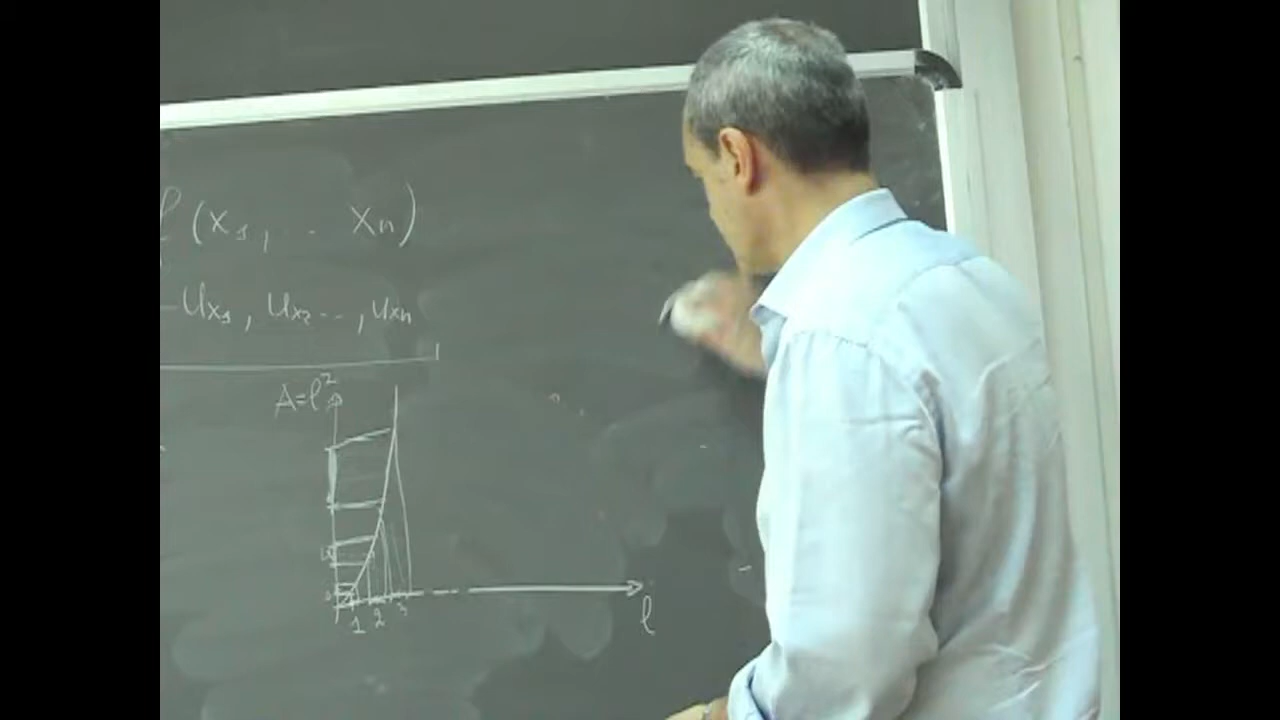 f (x₁, .. xₙ)
-uₓ₁, uₓ₂.., uₓₙ
A=l²
1 2 3
l